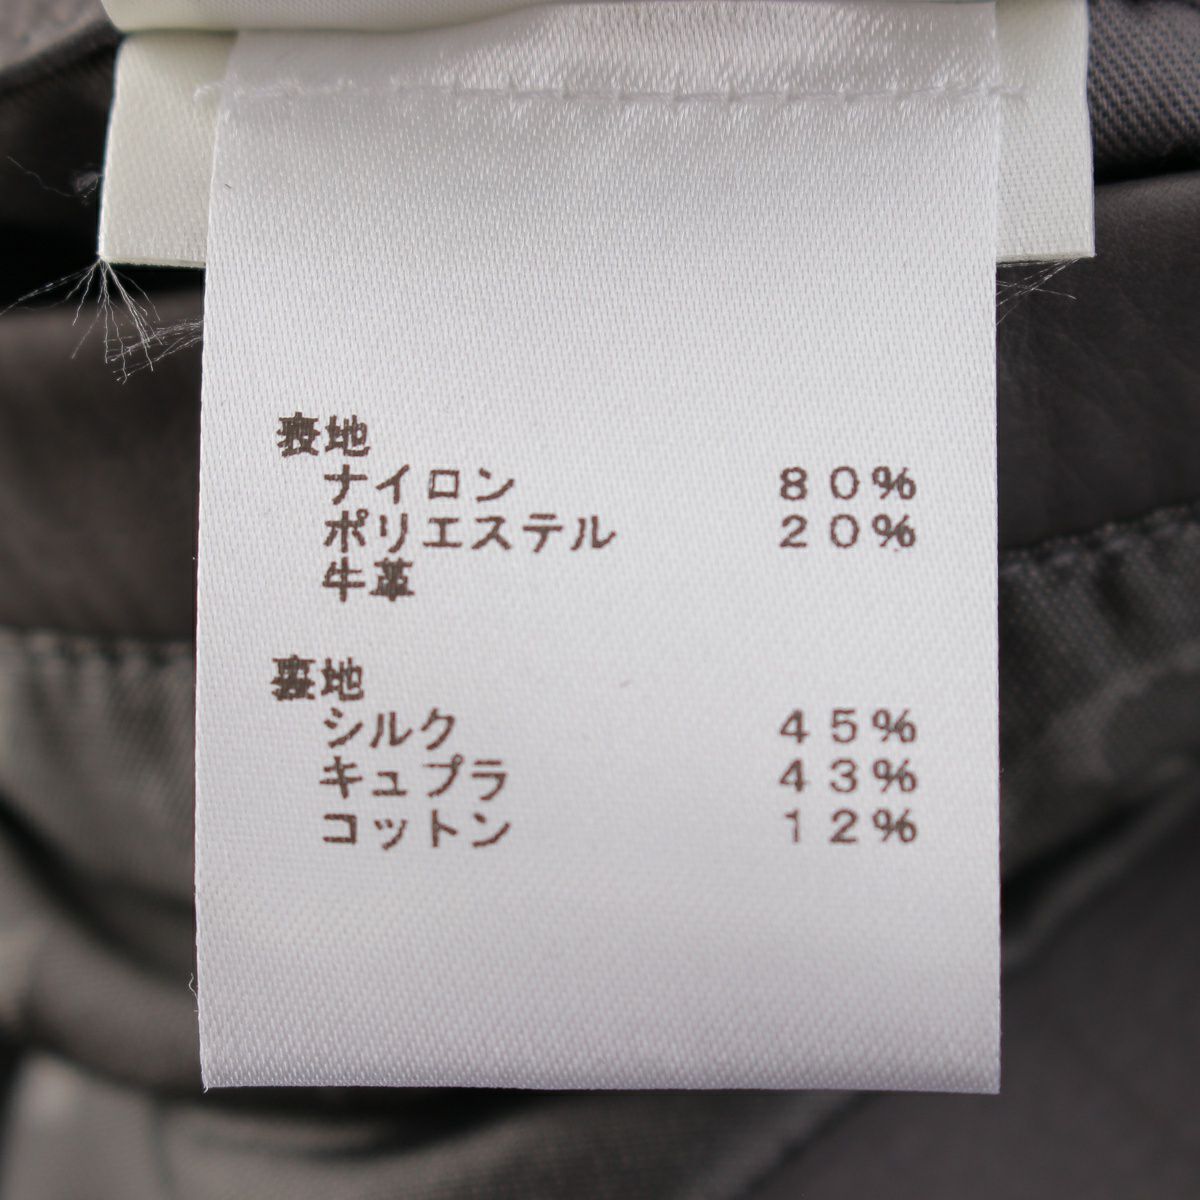 表地
ナイロン 80%
ポリエステル 20%
牛革
裏地
シルク 45%
キュプラ 43%
コットン 12%